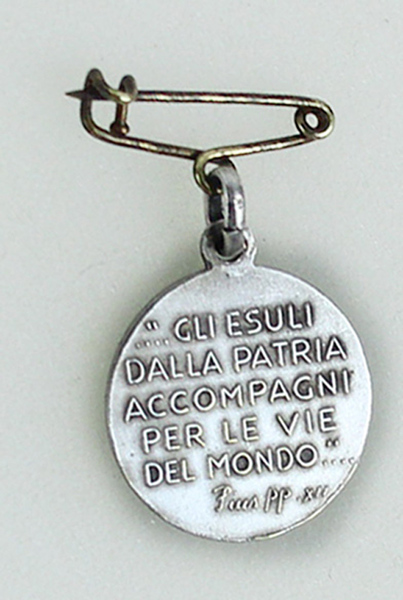 "
.... GLI ESULI
DALLA PATRIA
ACCOMPAGNI
PER LE VIE
DEL MONDO "....
Pius PP. XII